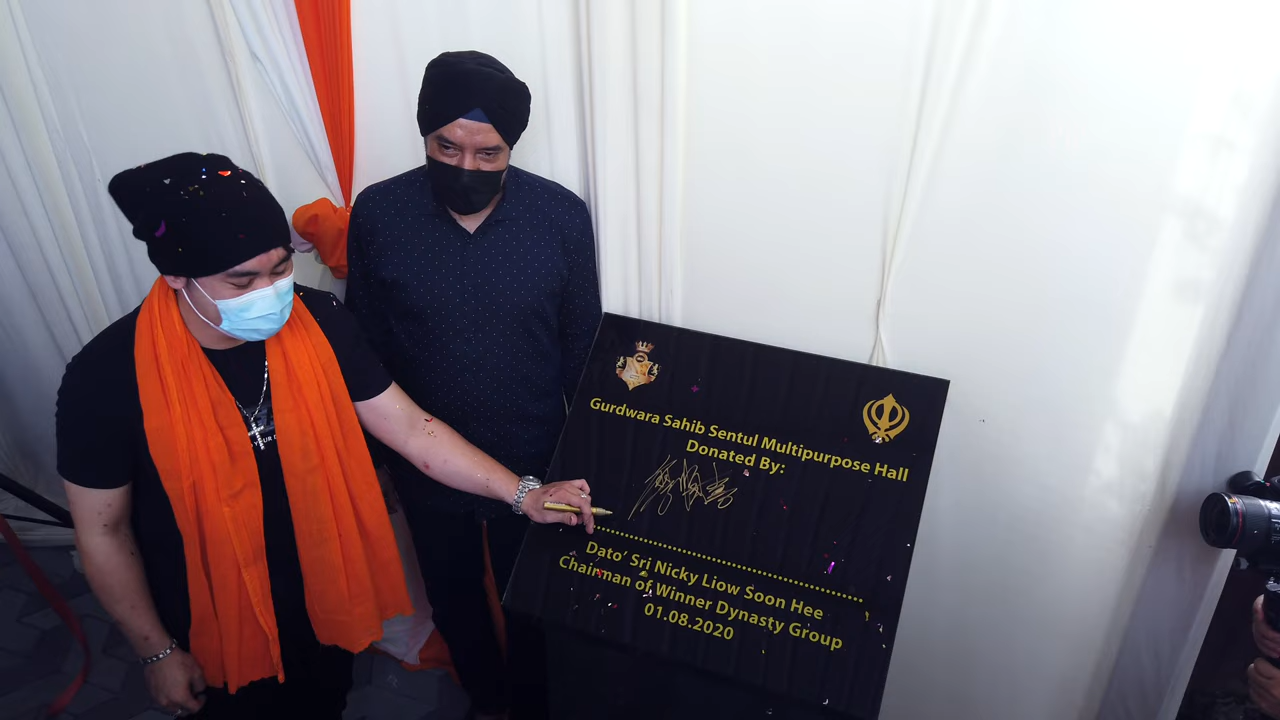 Gurdwara Sahib Sentul Multipurpose Hall
Donated By:
Dato' Sri Nicky Liow Soon Hee
Chairman of Winner Dynasty Group
01.08.2020